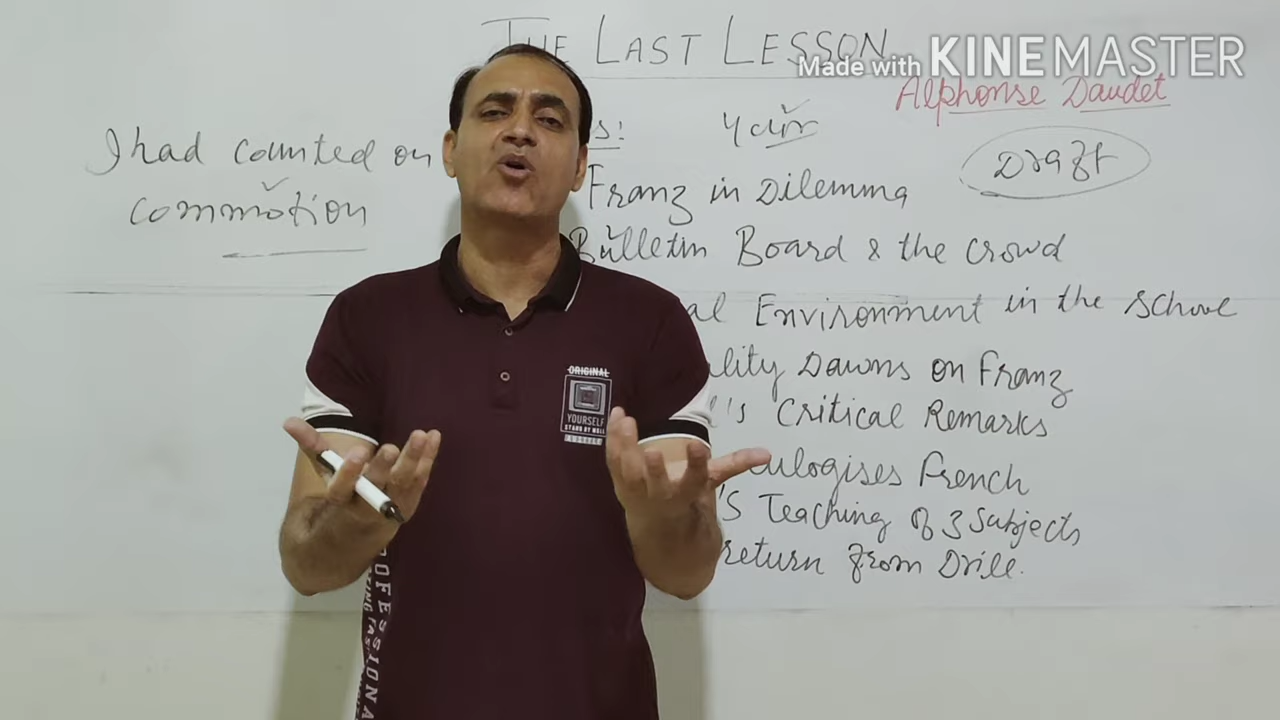 THE LAST LESSON
Made with KINEMASTER
Alphonse Daudet
I had counted on
commotion
s:
Draft
Franz in Dilemma
Bulletin Board & the crowd
al Environment in the School
ality Dawns on Franz
l's Critical Remarks
eulogises French
's Teaching of 3 Subjects
return from Drill.
ORIGINAL
YOURSELF